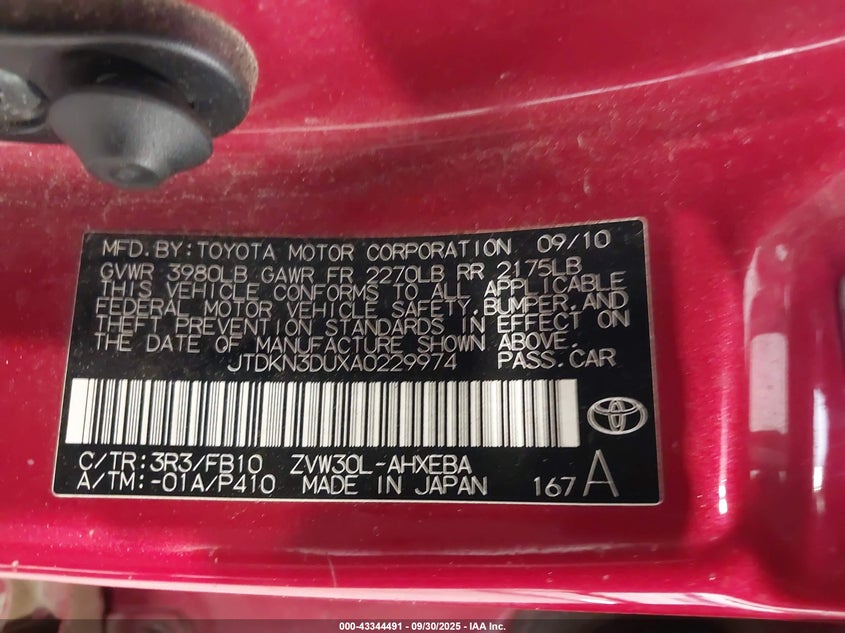 MFD.BY:TOYOTA MOTOR CORPORATION 09/10
GVWR 3980LB GAWR FR 2270LB RR 2175LB
THIS VEHICLE CONFORMS TO ALL APPLICABLE
FEDERAL MOTOR VEHICLE SAFETY,BUMPER,AND
THEFT PREVENTION STANDARDS IN EFFECT ON
THE DATE OF MANUFACTURE SHOWN ABOVE.
JTDKN3DUXA0229974 PASS.CAR
C/TR:3R3/FB10 ZVW30L-AHXEBA
A/TM:-01A/P410 MADE IN JAPAN 167A
000-43344491 - 09/30/2025 - IAA Inc.